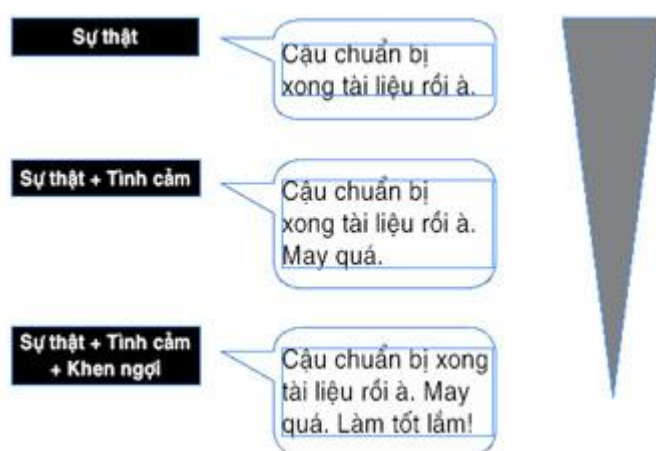 Sự thật
Cậu chuẩn bị
xong tài liệu rồi à.
Sự thật + Tình cảm
Cậu chuẩn bị
xong tài liệu rồi à.
May quá.
Sự thật + Tình cảm
+ Khen ngợi
Cậu chuẩn bị xong
tài liệu rồi à. May
quá. Làm tốt lắm!